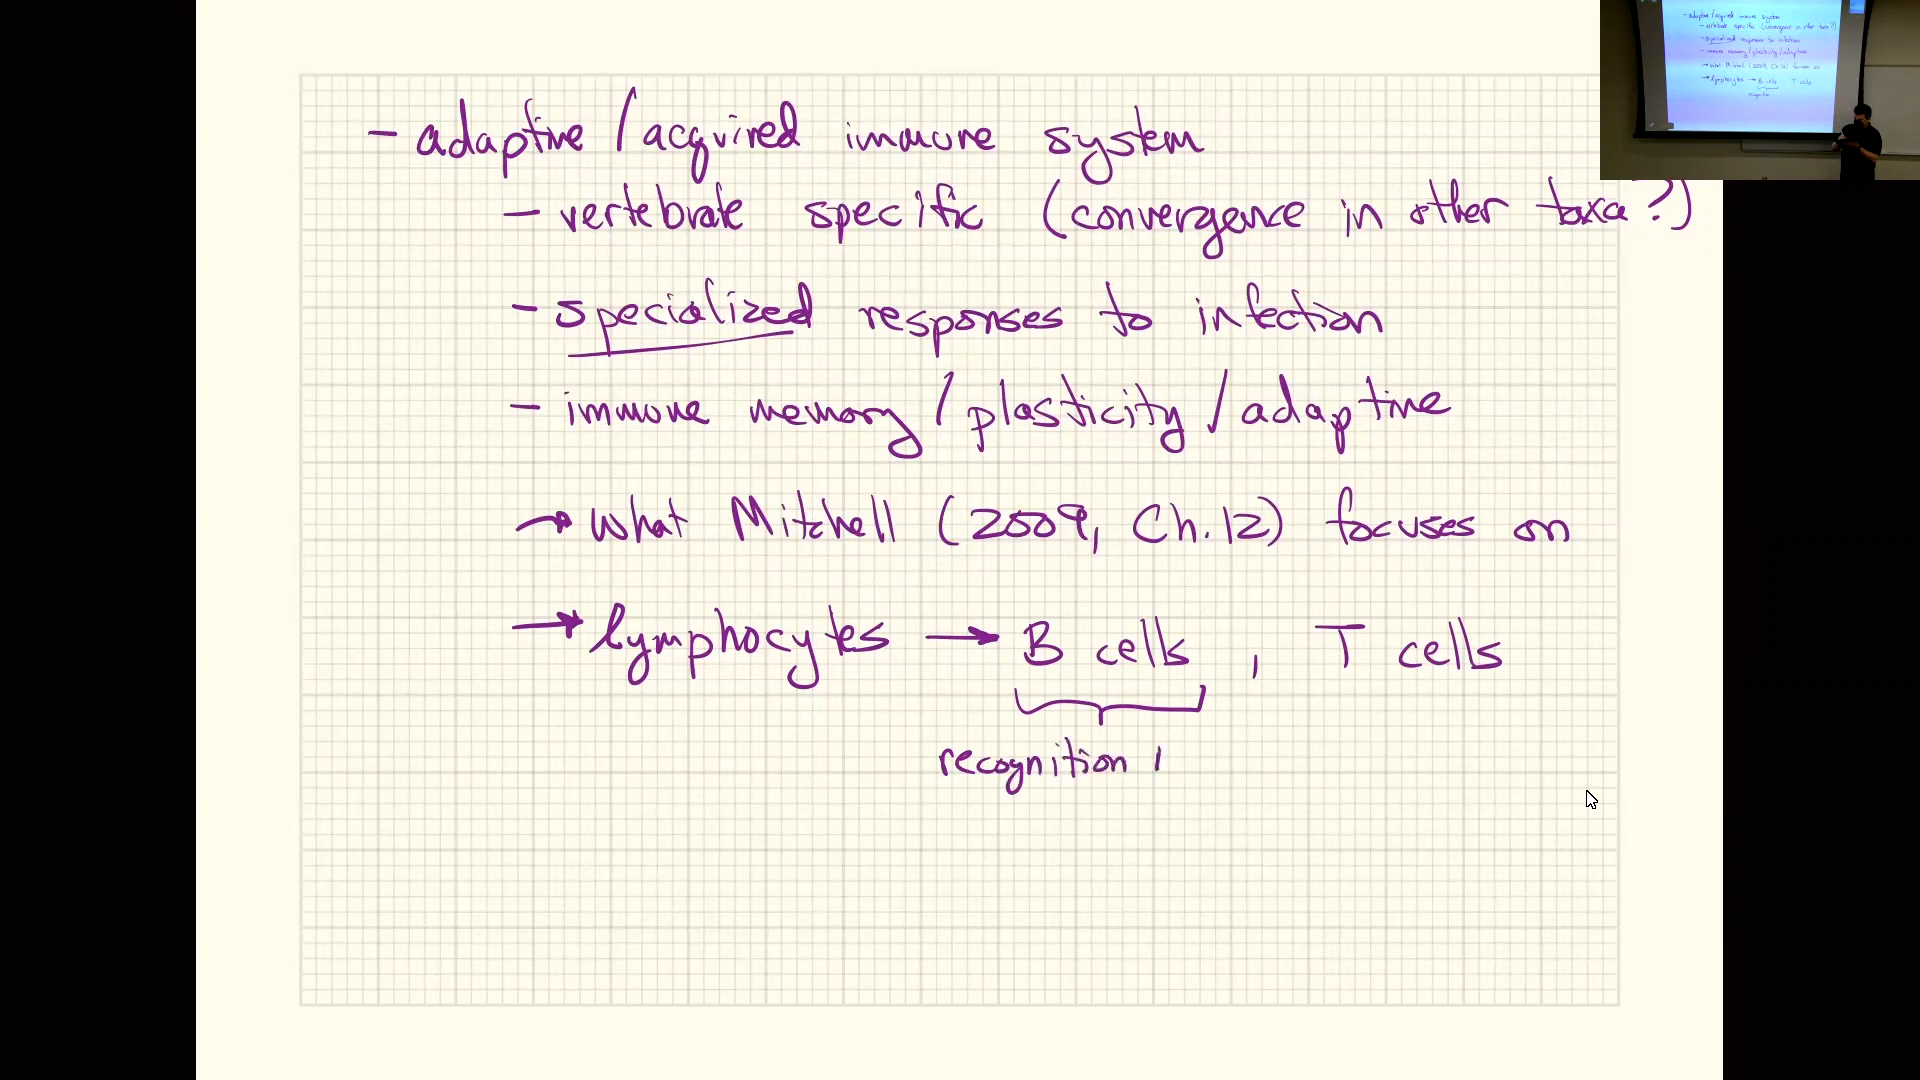 - adaptive / acquired immune system
- vertebrate specific (convergence in other taxa?)
- specialized responses to infection
- immune memory / plasticity / adaptive
→ what Mitchell (2009, Ch. 12) focuses on
→ lymphocytes → B cells, T cells
recognition /